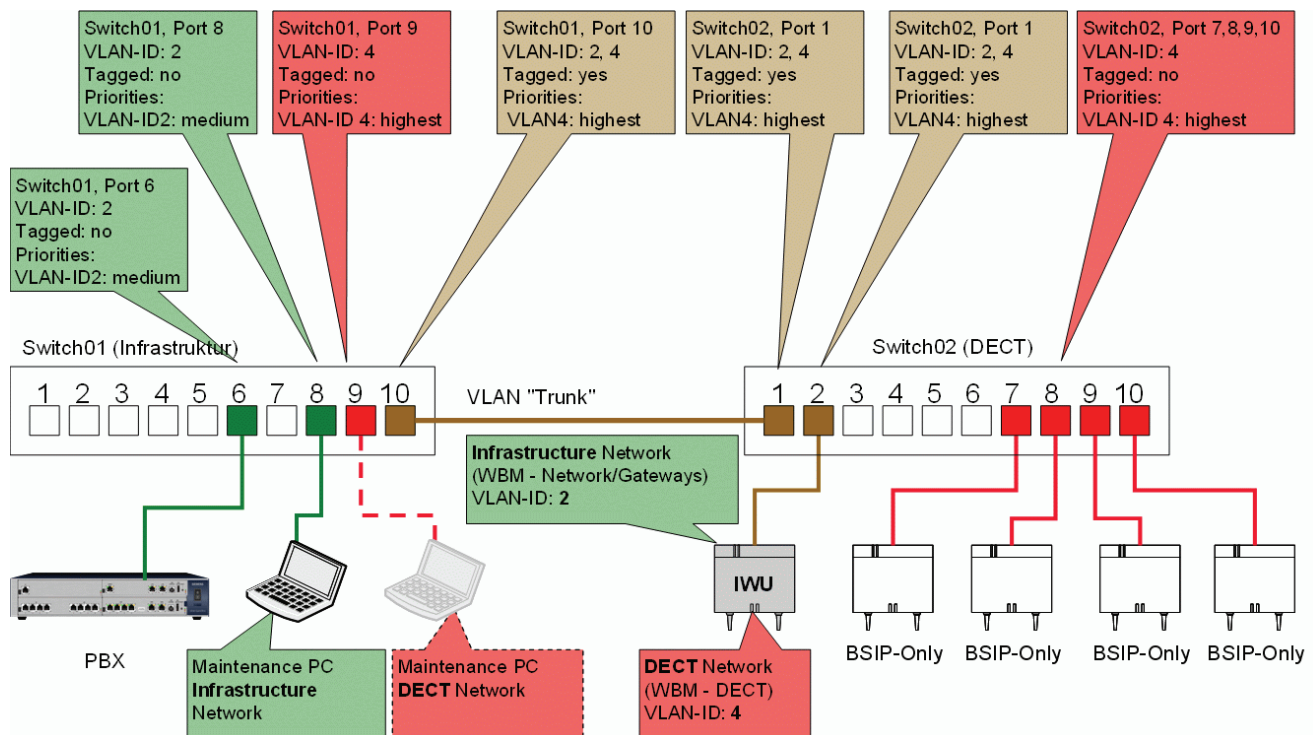 Switch01, Port 8
VLAN-ID: 2
Tagged: no
Priorities:
VLAN-ID2: medium
Switch01, Port 9
VLAN-ID: 4
Tagged: no
Priorities:
VLAN-ID 4: highest
Switch01, Port 10
VLAN-ID: 2, 4
Tagged: yes
Priorities:
VLAN4: highest
Switch02, Port 1
VLAN-ID: 2, 4
Tagged: yes
Priorities:
VLAN4: highest
Switch02, Port 1
VLAN-ID: 2, 4
Tagged: yes
Priorities:
VLAN4: highest
Switch02, Port 7,8,9,10
VLAN-ID: 4
Tagged: no
Priorities:
VLAN-ID 4: highest
Switch01, Port 6
VLAN-ID: 2
Tagged: no
Priorities:
VLAN-ID2: medium
Switch01 (Infrastruktur)
1 2 3 4 5 6 7 8 9 10
VLAN "Trunk"
Switch02 (DECT)
1 2 3 4 5 6 7 8 9 10
Infrastructure Network
(WBM - Network/Gateways)
VLAN-ID: 2
IWU
PBX
Maintenance PC
Infrastructure
Network
Maintenance PC
DECT Network
DECT Network
(WBM - DECT)
VLAN-ID: 4
BSIP-Only
BSIP-Only
BSIP-Only
BSIP-Only